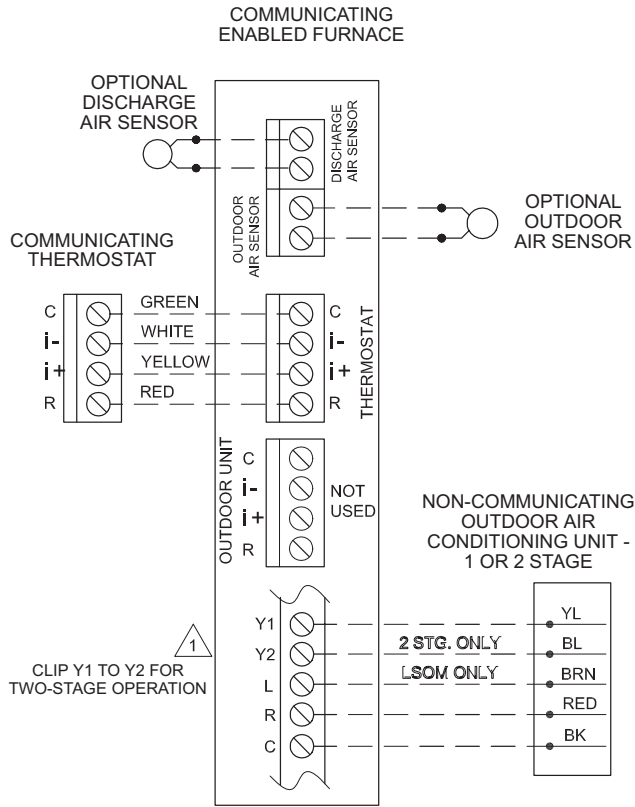 COMMUNICATING
ENABLED FURNACE
OPTIONAL
DISCHARGE
AIR SENSOR
DISCHARGE
AIR SENSOR
OUTDOOR
AIR SENSOR
OPTIONAL
OUTDOOR
AIR SENSOR
COMMUNICATING
THERMOSTAT
C
i-
i+
R
GREEN
WHITE
YELLOW
RED
C
i-
i+
R
THERMOSTAT
OUTDOOR UNIT
C
i-
i+
R
NOT
USED
NON-COMMUNICATING
OUTDOOR AIR
CONDITIONING UNIT -
1 OR 2 STAGE
1
CLIP Y1 TO Y2 FOR
TWO-STAGE OPERATION
Y1
Y2
L
R
C
2 STG. ONLY
LSOM ONLY
YL
BL
BRN
RED
BK